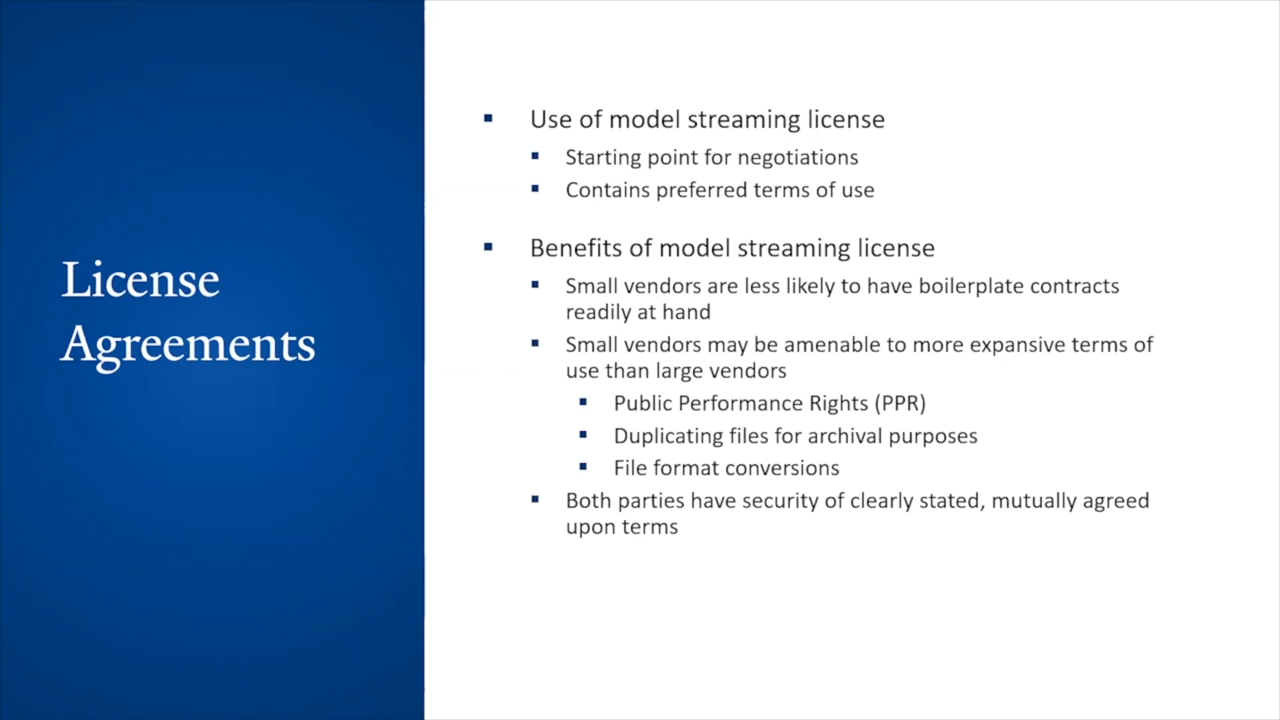 License
Agreements
Use of model streaming license
Starting point for negotiations
Contains preferred terms of use
Benefits of model streaming license
Small vendors are less likely to have boilerplate contracts
readily at hand
Small vendors may be amenable to more expansive terms of
use than large vendors
Public Performance Rights (PPR)
Duplicating files for archival purposes
File format conversions
Both parties have security of clearly stated, mutually agreed
upon terms